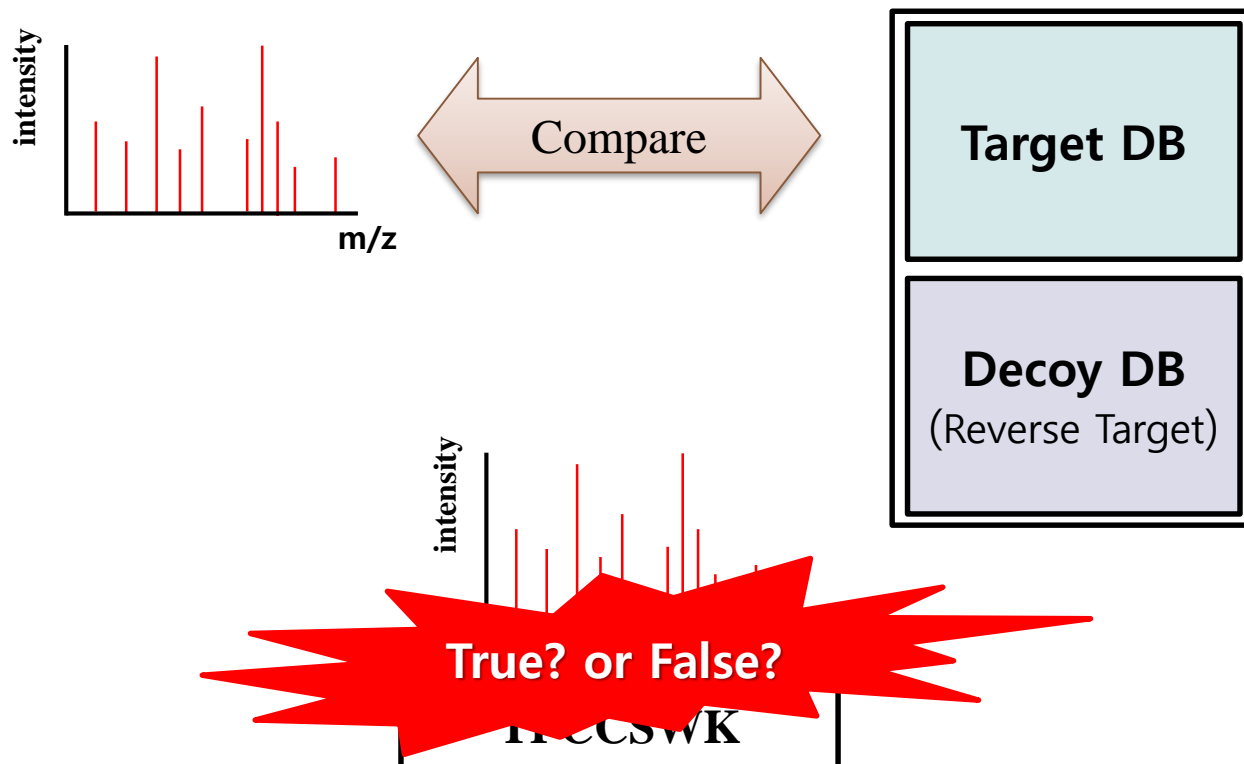 intensity
m/z
Compare
Target DB
Decoy DB
(Reverse Target)
intensity
True? or False?